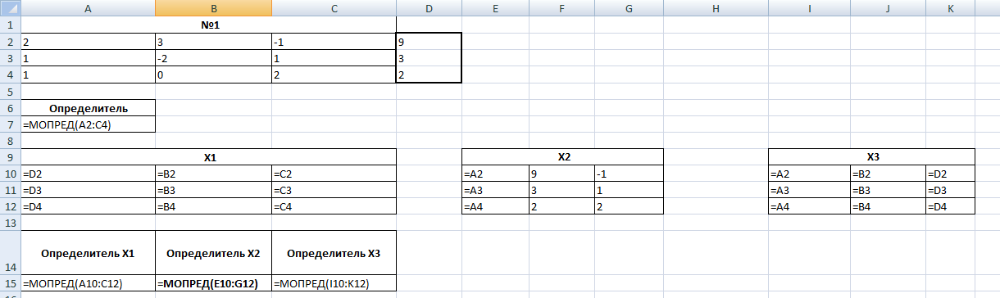 A B C D E F G H I J K
1 №1
2 2 3 -1 9
3 1 -2 1 3
4 1 0 2 2
5
6 Определитель
7 =МОПРЕД(A2:C4)
8
9 X1 X2 X3
10 =D2 =B2 =C2 =A2 9 -1 =A2 =B2 =D2
11 =D3 =B3 =C3 =A3 3 1 =A3 =B3 =D3
12 =D4 =B4 =C4 =A4 2 2 =A4 =B4 =D4
13
14 Определитель X1 Определитель X2 Определитель X3
15 =МОПРЕД(A10:C12) =МОПРЕД(E10:G12) =МОПРЕД(I10:K12)